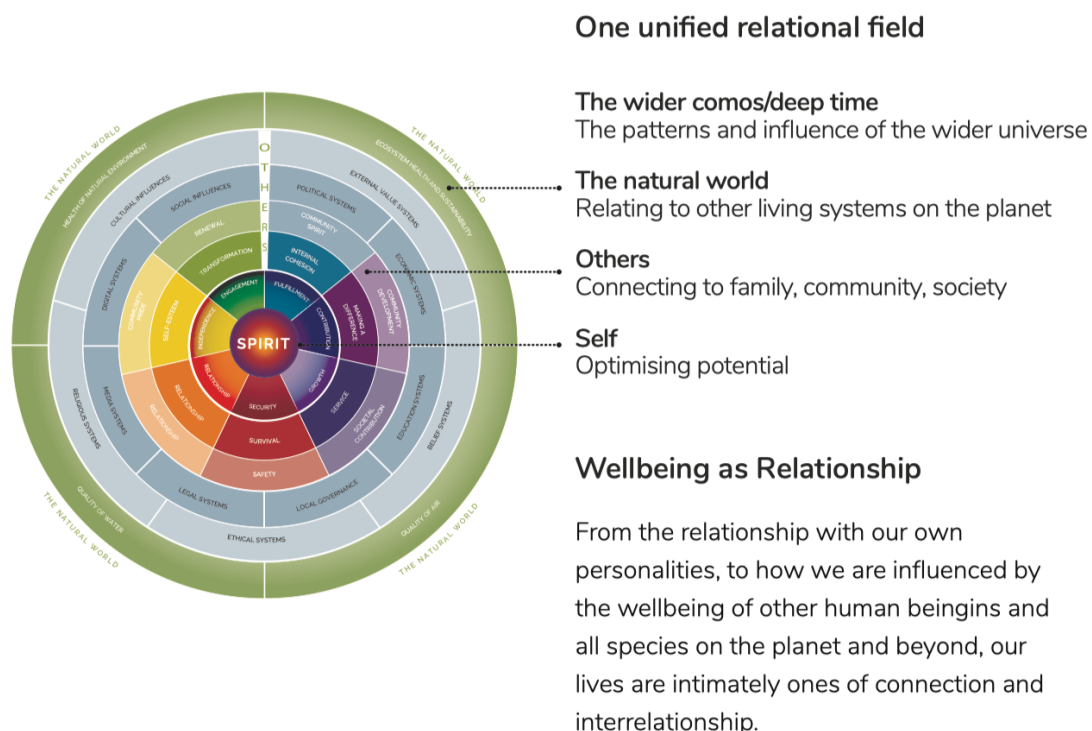 One unified relational field
The wider comos/deep time
The patterns and influence of the wider universe
The natural world
Relating to other living systems on the planet
Others
Connecting to family, community, society
Self
Optimising potential
Wellbeing as Relationship
From the relationship with our own
personalities, to how we are influenced by
the wellbeing of other human beingins and
all species on the planet and beyond, our
lives are intimately ones of connection and
interrelationship.
THE NATURAL WORLD
THE NATURAL WORLD
THE NATURAL WORLD
THE NATURAL WORLD
HEALTH OF NATURAL ENVIRONMENT
ECOSYSTEM HEALTH AND SUSTAINABILITY
QUALITY OF AIR
QUALITY OF WATER
CULTURAL INFLUENCES
EXTERNAL VALUE SYSTEMS
BELIEF SYSTEMS
ETHICAL SYSTEMS
RELIGIOUS SYSTEMS
SOCIAL INFLUENCES
POLITICAL SYSTEMS
ECONOMIC SYSTEMS
EDUCATION SYSTEMS
LOCAL GOVERNANCE
LEGAL SYSTEMS
MEDIA SYSTEMS
DIGITAL SYSTEMS
OTHERS
RENEWAL
COMMUNITY
SPIRIT
COMMUNITY
DEVELOPMENT
SOCIETAL
CONTRIBUTION
SAFETY
RELATIONSHIP
COMMUNITY
PRIDE
TRANSFORMATION
INTERNAL
COHESION
MAKING A
DIFFERENCE
SERVICE
SURVIVAL
RELATIONSHIP
SELF-ESTEEM
ENGAGEMENT
FULFILLMENT
CONTRIBUTION
GROWTH
SECURITY
RELATIONSHIP
INDEPENDENCE
SPIRIT